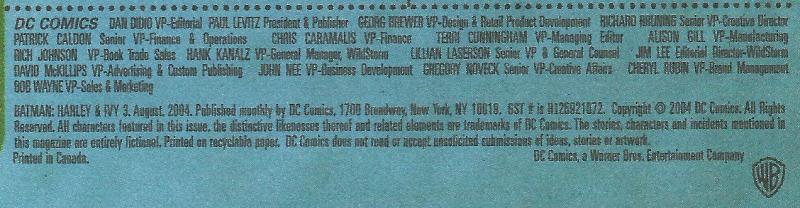 DC COMICS DAN DIDIO VP-Editorial PAUL LEVITZ President & Publisher GEORG BREWER VP-Design & Retail Product Development RICHARD BRUNING Senior VP-Creative Director
PATRICK CALDON Senior VP-Finance & Operations CHRIS CARAMALIS VP-Finance TERRI CUNNINGHAM VP-Managing Editor ALISON GILL VP-Manufacturing
RICH JOHNSON VP-Book Trade Sales HANK KANALZ VP-General Manager, WildStorm LILLIAN LASERSON Senior VP & General Counsel JIM LEE Editorial Director-WildStorm
DAVID McKILLIPS VP-Advertising & Custom Publishing JOHN NEE VP-Business Development GREGORY NOVECK Senior VP-Creative Affairs CHERYL RUBIN VP-Brand Management
BOB WAYNE VP-Sales & Marketing
BATMAN: HARLEY & IVY 3, August, 2004. Published monthly by DC Comics, 1700 Broadway, New York, NY 10019. GST # is R125921072. Copyright © 2004 DC Comics. All Rights
Reserved. All characters featured in this issue, the distinctive likenesses thereof and related elements are trademarks of DC Comics. The stories, characters and incidents mentioned in
this magazine are entirely fictional. Printed on recyclable paper. DC Comics does not read or accept unsolicited submissions of ideas, stories or artwork.
Printed in Canada. DC Comics, a Warner Bros. Entertainment Company
WB